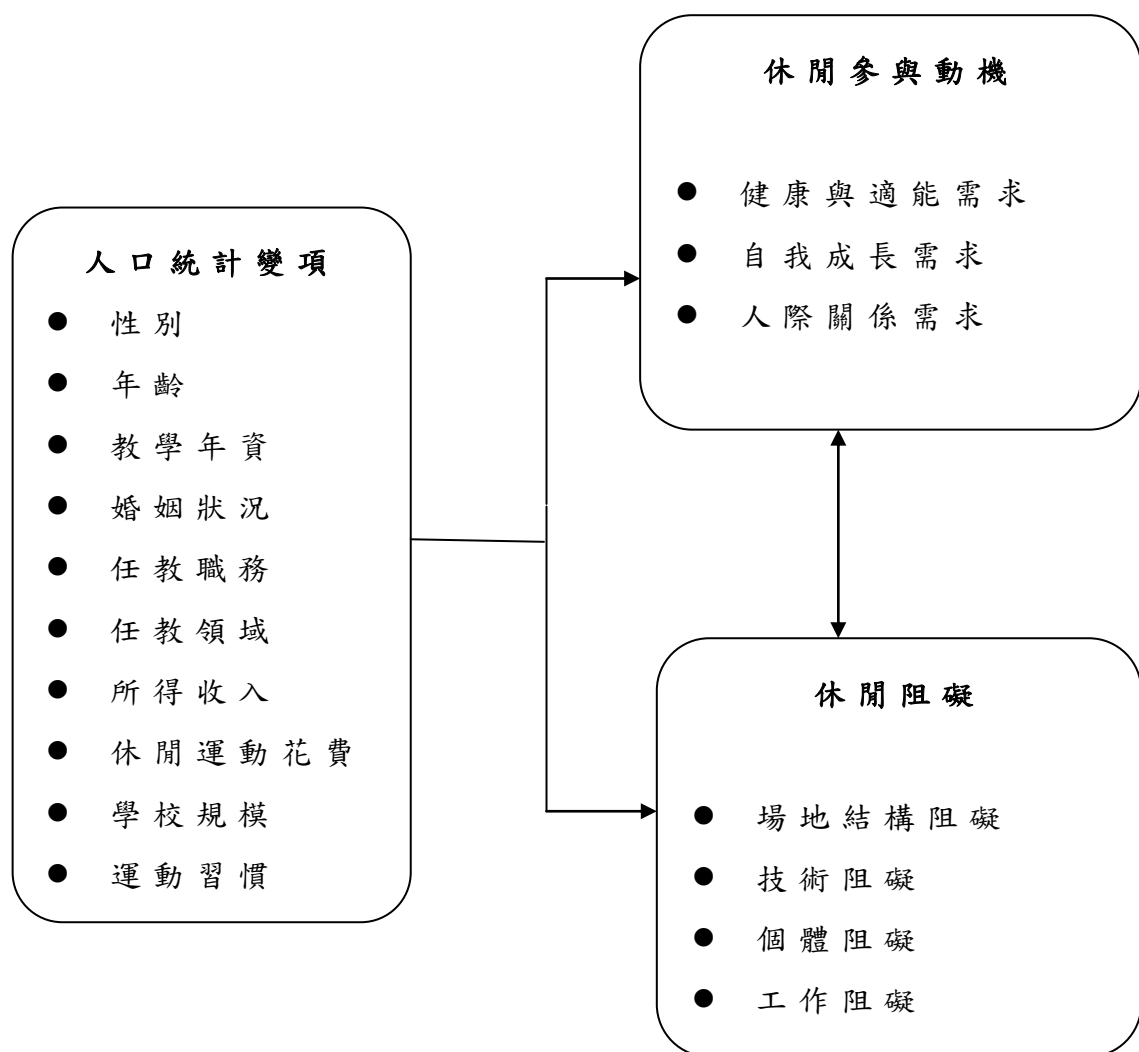 人口統計變項
性別
年齡
教學年資
婚姻狀況
任教職務
任教領域
所得收入
休閒運動花費
學校規模
運動習慣
休閒參與動機
健康與適能需求
自我成長需求
人際關係需求
休閒阻礙
場地結構阻礙
技術阻礙
個體阻礙
工作阻礙